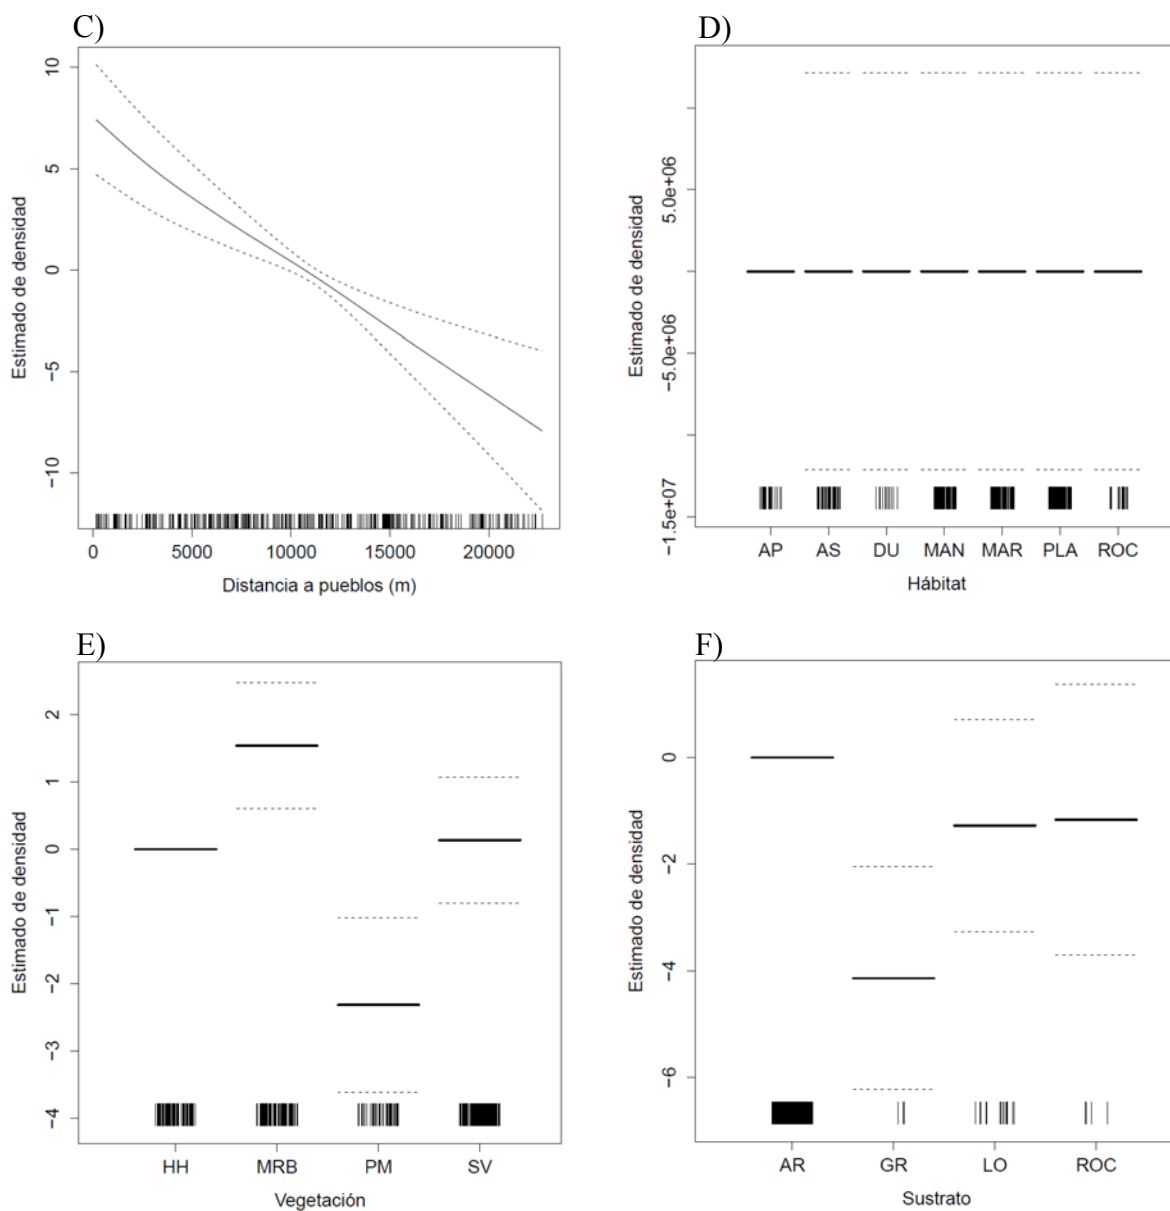 C)
Estimado de densidad
10
5
0
−5
−10
0 5000 10000 15000 20000
Distancia a pueblos (m)
D)
Estimado de densidad
5.0e+06
−5.0e+06
−1.5e+07
AP AS DU MAN MAR PLA ROC
Hábitat
E)
Estimado de densidad
2
1
0
−1
−2
−3
−4
HH MRB PM SV
Vegetación
F)
Estimado de densidad
0
−2
−4
−6
AR GR LO ROC
Sustrato